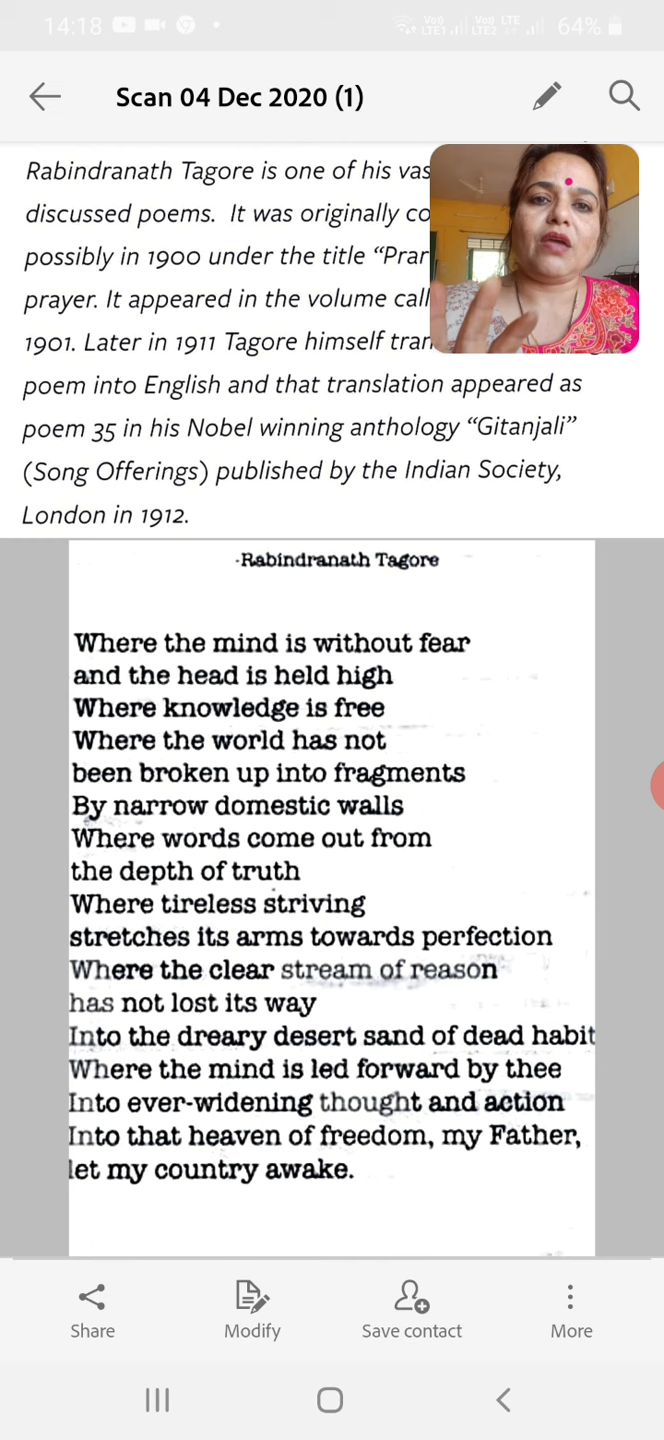 14:18
Vo)) LTE1
Vo)) LTE LTE2
64%
Scan 04 Dec 2020 (1)
Rabindranath Tagore is one of his
discussed poems. It was originally
possibly in 1900 under the title
prayer. It appeared in the volume
1901. Later in 1911 Tagore himself
poem into English and that translation appeared as
poem 35 in his Nobel winning anthology “Gitanjali”
(Song Offerings) published by the Indian Society,
London in 1912.
-Rabindranath Tagore
Where the mind is without fear
and the head is held high
Where knowledge is free
Where the world has not
been broken up into fragments
By narrow domestic walls
Where words come out from
the depth of truth
Where tireless striving
stretches its arms towards perfection
Where the clear stream of reason
has not lost its way
Into the dreary desert sand of dead habit
Where the mind is led forward by thee
Into ever-widening thought and action
Into that heaven of freedom, my Father,
let my country awake.
Share
Modify
Save contact
More